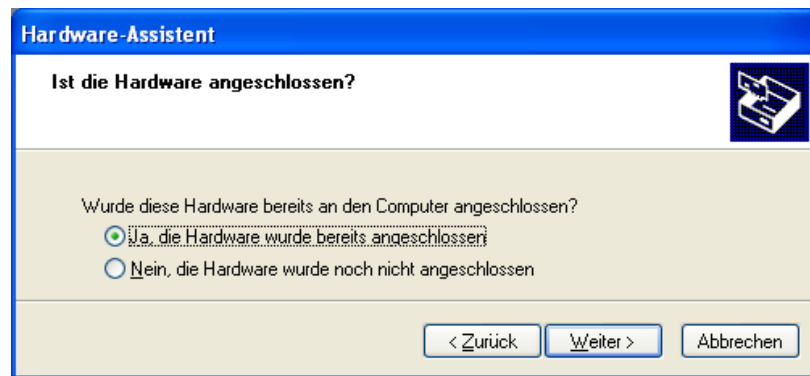 Hardware-Assistent
Ist die Hardware angeschlossen?
Wurde diese Hardware bereits an den Computer angeschlossen?
Ja, die Hardware wurde bereits angeschlossen
Nein, die Hardware wurde noch nicht angeschlossen
< Zurück Weiter > Abbrechen